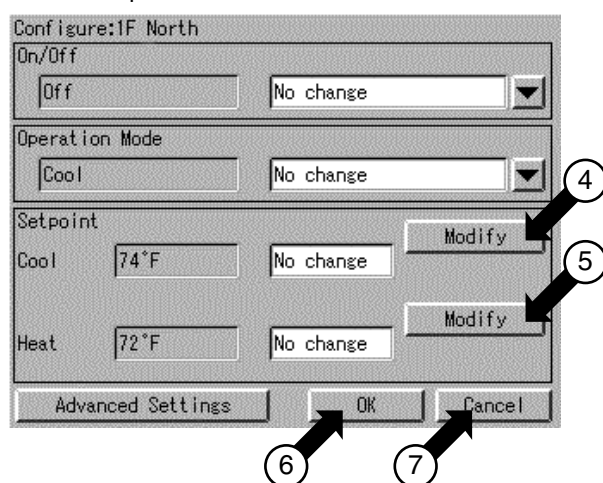 Configure:1F North
On/Off
Off No change
Operation Mode
Cool No change
4
Setpoint
Modify
Cool 74°F No change
5
Modify
Heat 72°F No change
Advanced Settings OK Cancel
6 7